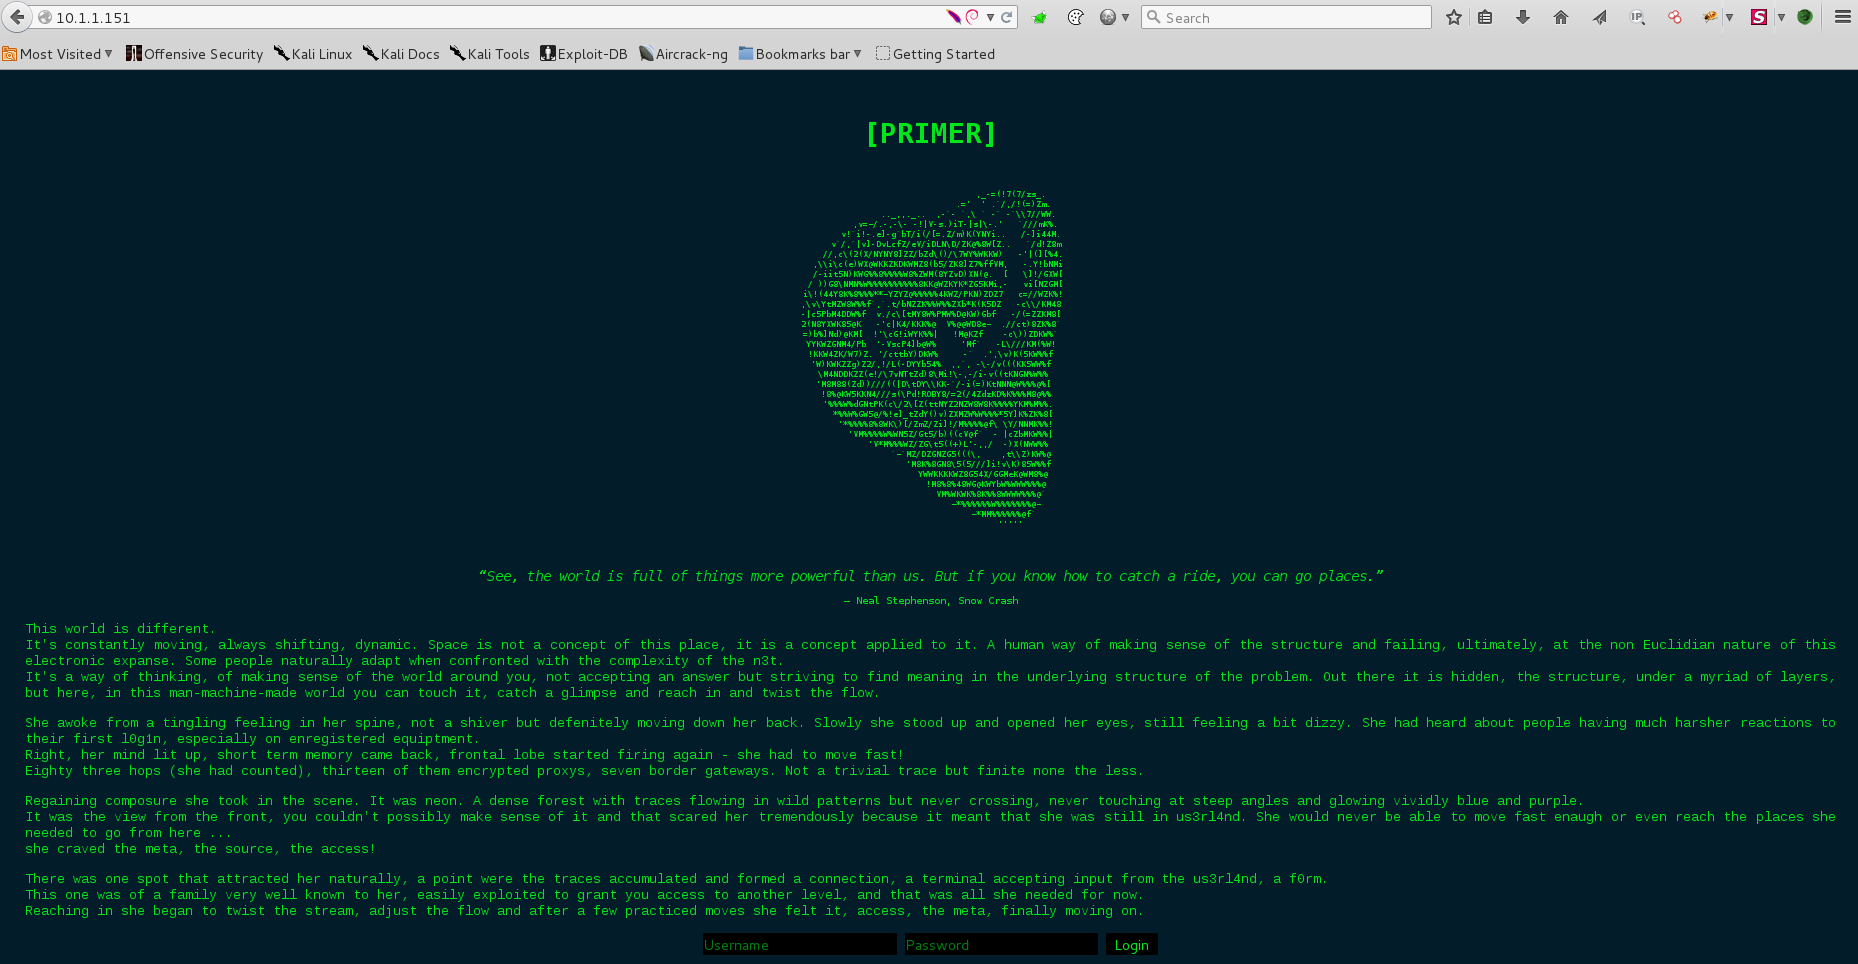 10.1.1.151
Search
Most Visited
Offensive Security
Kali Linux
Kali Docs
Kali Tools
Exploit-DB
Aircrack-ng
Bookmarks bar
Getting Started
[PRIMER]
“See, the world is full of things more powerful than us. But if you know how to catch a ride, you can go places.”
— Neal Stephenson, Snow Crash
This world is different.
It's constantly moving, always shifting, dynamic. Space is not a concept of this place, it is a concept applied to it. A human way of making sense of the structure and failing, ultimately, at the non Euclidian nature of this
electronic expanse. Some people naturally adapt when confronted with the complexity of the n3t.
It's a way of thinking, of making sense of the world around you, not accepting an answer but striving to find meaning in the underlying structure of the problem. Out there it is hidden, the structure, under a myriad of layers,
but here, in this man-machine-made world you can touch it, catch a glimpse and reach in and twist the flow.
She awoke from a tingling feeling in her spine, not a shiver but defenitely moving down her back. Slowly she stood up and opened her eyes, still feeling a bit dizzy. She had heard about people having much harsher reactions to
their first l0g1n, especially on enregistered equiptment.
Right, her mind lit up, short term memory came back, frontal lobe started firing again - she had to move fast!
Eighty three hops (she had counted), thirteen of them encrypted proxys, seven border gateways. Not a trivial trace but finite none the less.
Regaining composure she took in the scene. It was neon. A dense forest with traces flowing in wild patterns but never crossing, never touching at steep angles and glowing vividly blue and purple.
It was the view from the front, you couldn't possibly make sense of it and that scared her tremendously because it meant that she was still in us3rl4nd. She would never be able to move fast enaugh or even reach the places she
needed to go from here ...
she craved the meta, the source, the access!
There was one spot that attracted her naturally, a point were the traces accumulated and formed a connection, a terminal accepting input from the us3rl4nd, a f0rm.
This one was of a family very well known to her, easily exploited to grant you access to another level, and that was all she needed for now.
Reaching in she began to twist the stream, adjust the flow and after a few practiced moves she felt it, access, the meta, finally moving on.
Username
Password
Login